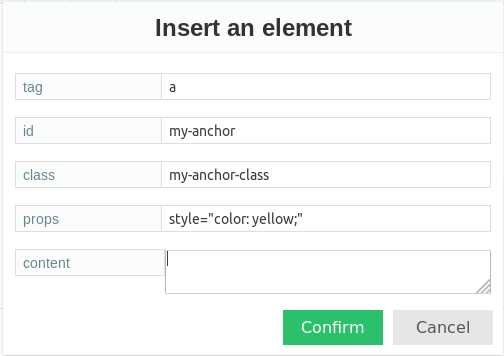 Insert an element
tag a
id my-anchor
class my-anchor-class
props style="color: yellow;"
content
Confirm Cancel